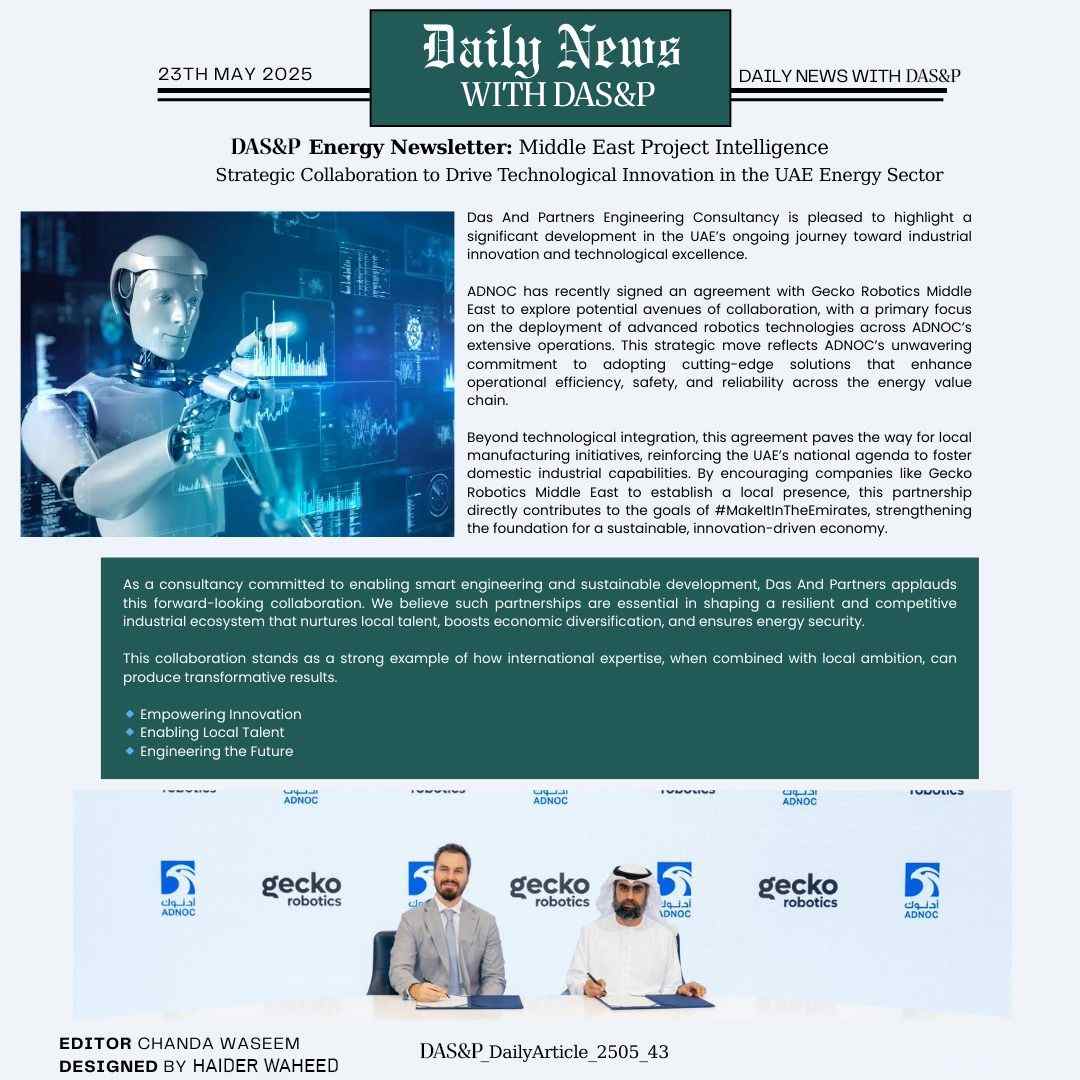 Daily News
WITH DAS&P
23TH MAY 2025
DAILY NEWS WITH DAS&P
DAS&P Energy Newsletter: Middle East Project Intelligence
Strategic Collaboration to Drive Technological Innovation in the UAE Energy Sector
Das And Partners Engineering Consultancy is pleased to highlight a
significant development in the UAE's ongoing journey toward industrial
innovation and technological excellence.
ADNOC has recently signed an agreement with Gecko Robotics Middle
East to explore potential avenues of collaboration, with a primary focus
on the deployment of advanced robotics technologies across ADNOC's
extensive operations. This strategic move reflects ADNOC's unwavering
commitment to adopting cutting-edge solutions that enhance
operational efficiency, safety, and reliability across the energy value
chain.
Beyond technological integration, this agreement paves the way for local
manufacturing initiatives, reinforcing the UAE's national agenda to foster
domestic industrial capabilities. By encouraging companies like Gecko
Robotics Middle East to establish a local presence, this partnership
directly contributes to the goals of #MakeItInTheEmirates, strengthening
the foundation for a sustainable, innovation-driven economy.
As a consultancy committed to enabling smart engineering and sustainable development, Das And Partners applauds
this forward-looking collaboration. We believe such partnerships are essential in shaping a resilient and competitive
industrial ecosystem that nurtures local talent, boosts economic diversification, and ensures energy security.
This collaboration stands as a strong example of how international expertise, when combined with local ambition, can
produce transformative results.
Empowering Innovation
Enabling Local Talent
Engineering the Future
robotics أدنوك ADNOC robotics أدنوك ADNOC robotics أدنوك ADNOC robotics
أدنوك ADNOC
gecko robotics
gecko robotics
أدنوك ADNOC
gecko robotics
أدنوك ADNOC
EDITOR CHANDA WASEEM
DESIGNED BY HAIDER WAHEED
DAS&P_DailyArticle_2505_43